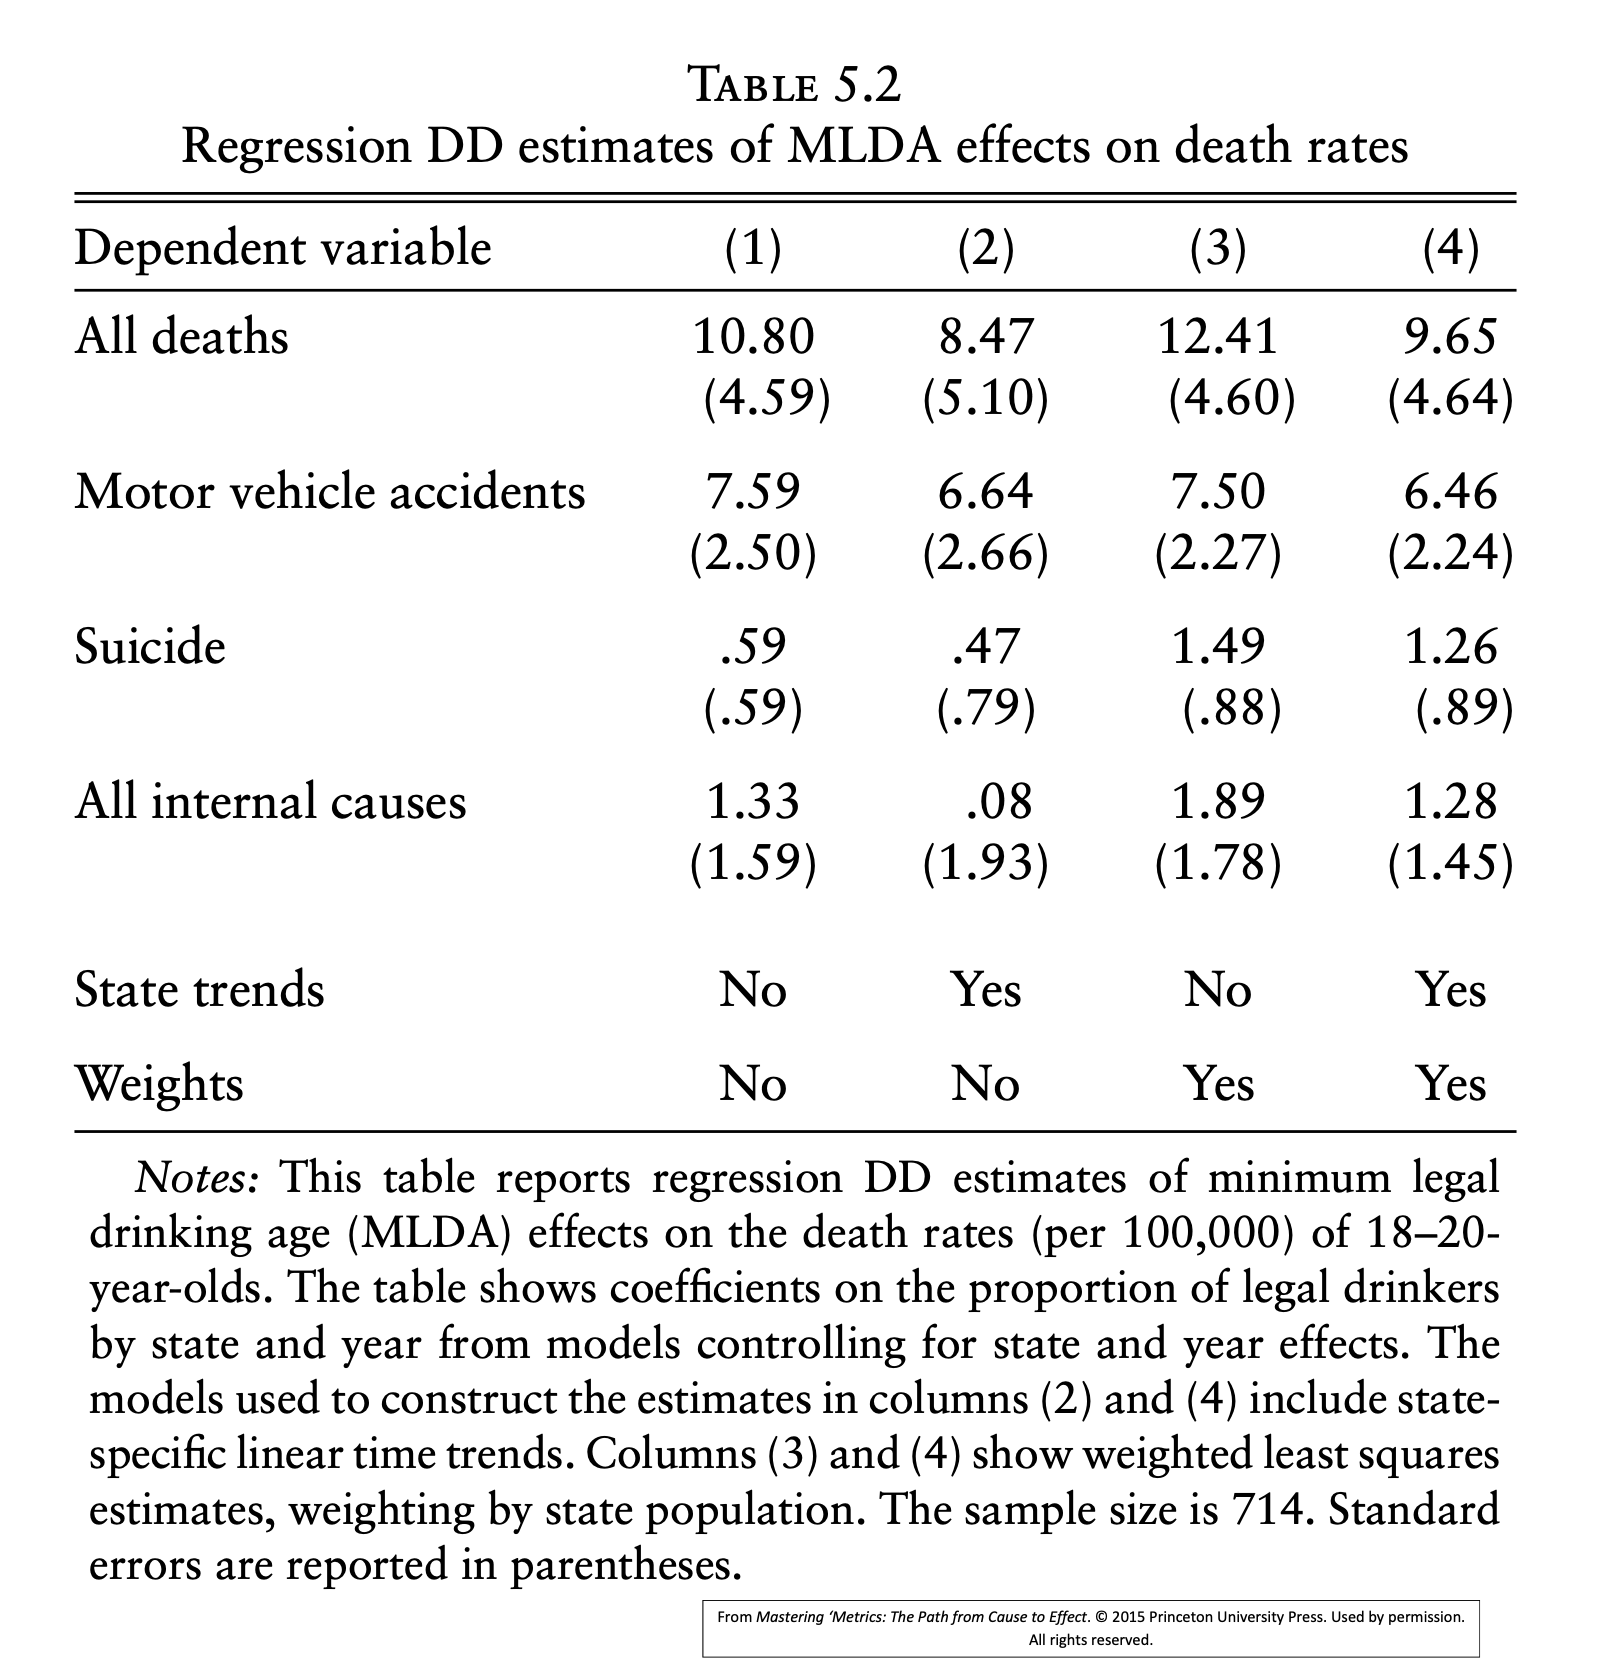 TABLE 5.2
Regression DD estimates of MLDA effects on death rates
Dependent variable (1) (2) (3) (4)
All deaths 10.80 8.47 12.41 9.65
(4.59) (5.10) (4.60) (4.64)
Motor vehicle accidents 7.59 6.64 7.50 6.46
(2.50) (2.66) (2.27) (2.24)
Suicide .59 .47 1.49 1.26
(.59) (.79) (.88) (.89)
All internal causes 1.33 .08 1.89 1.28
(1.59) (1.93) (1.78) (1.45)
State trends No Yes No Yes
Weights No No Yes Yes
Notes: This table reports regression DD estimates of minimum legal
drinking age (MLDA) effects on the death rates (per 100,000) of 18–20-
year-olds. The table shows coefficients on the proportion of legal drinkers
by state and year from models controlling for state and year effects. The
models used to construct the estimates in columns (2) and (4) include state-
specific linear time trends. Columns (3) and (4) show weighted least squares
estimates, weighting by state population. The sample size is 714. Standard
errors are reported in parentheses.
From Mastering ‘Metrics: The Path from Cause to Effect. © 2015 Princeton University Press. Used by permission.
All rights reserved.